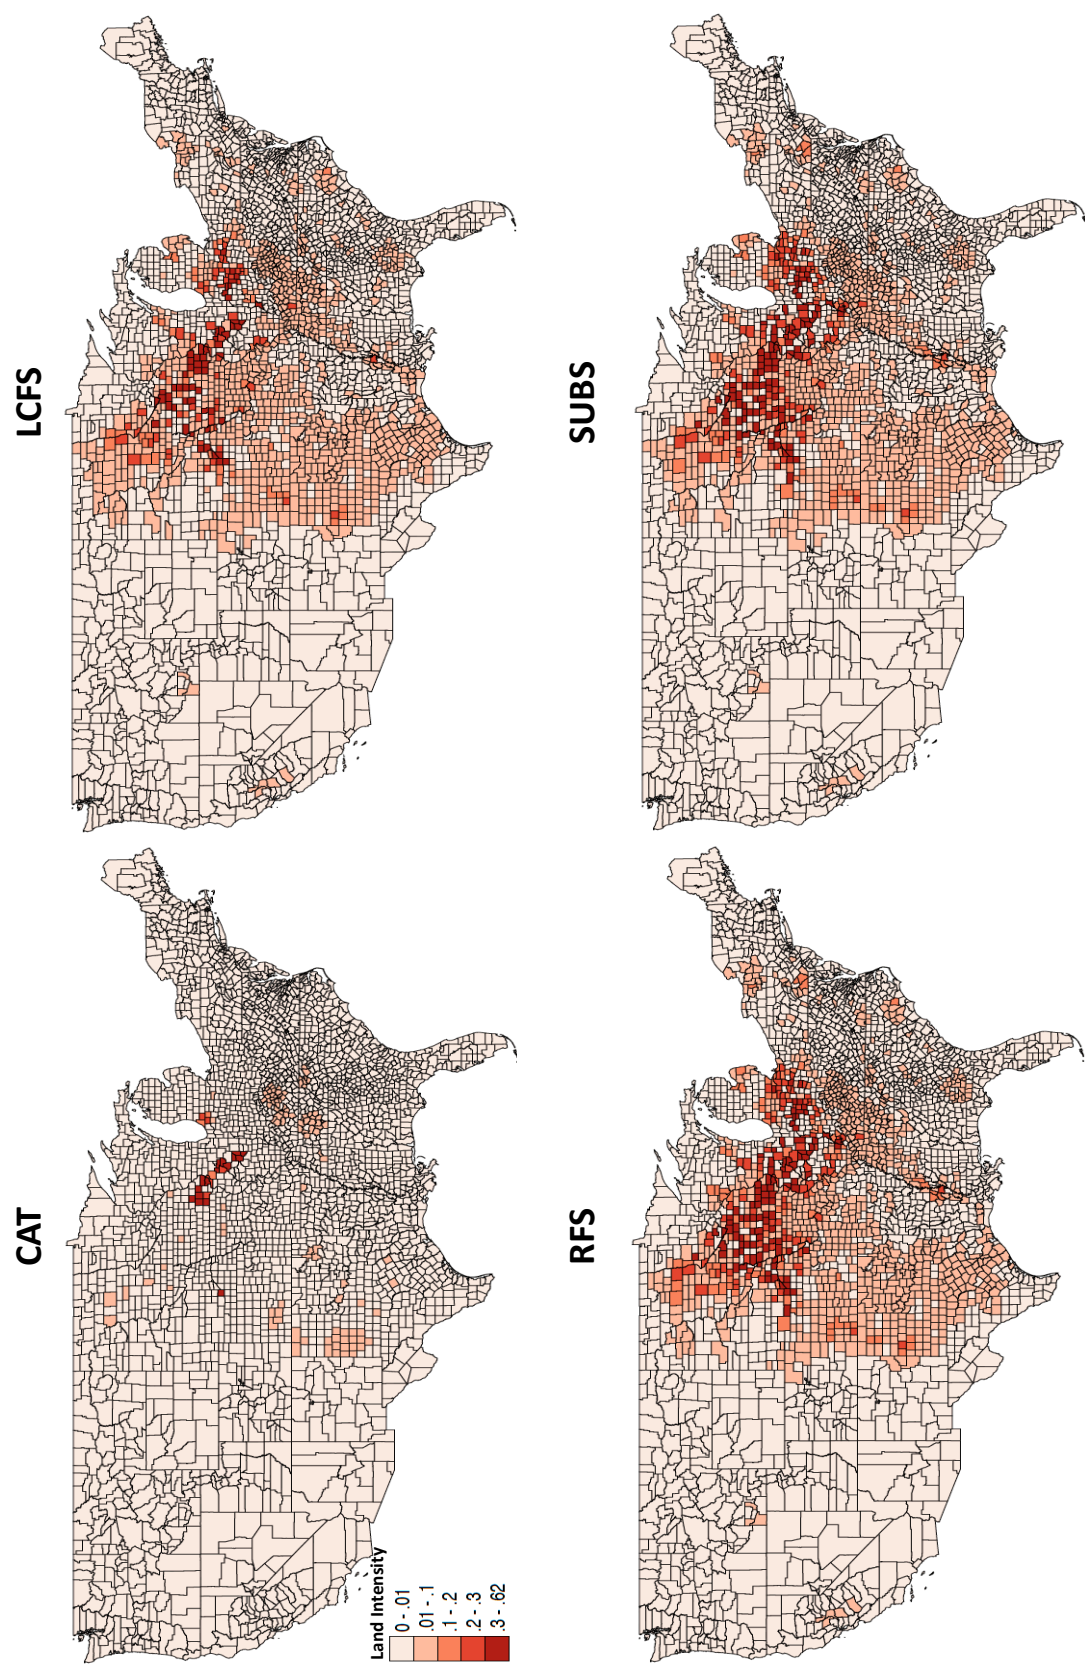 CAT
LCFS
Land Intensity
0 - .01
.01 - .1
.1 - .2
.2 - .3
.3 - .62
RFS
SUBS